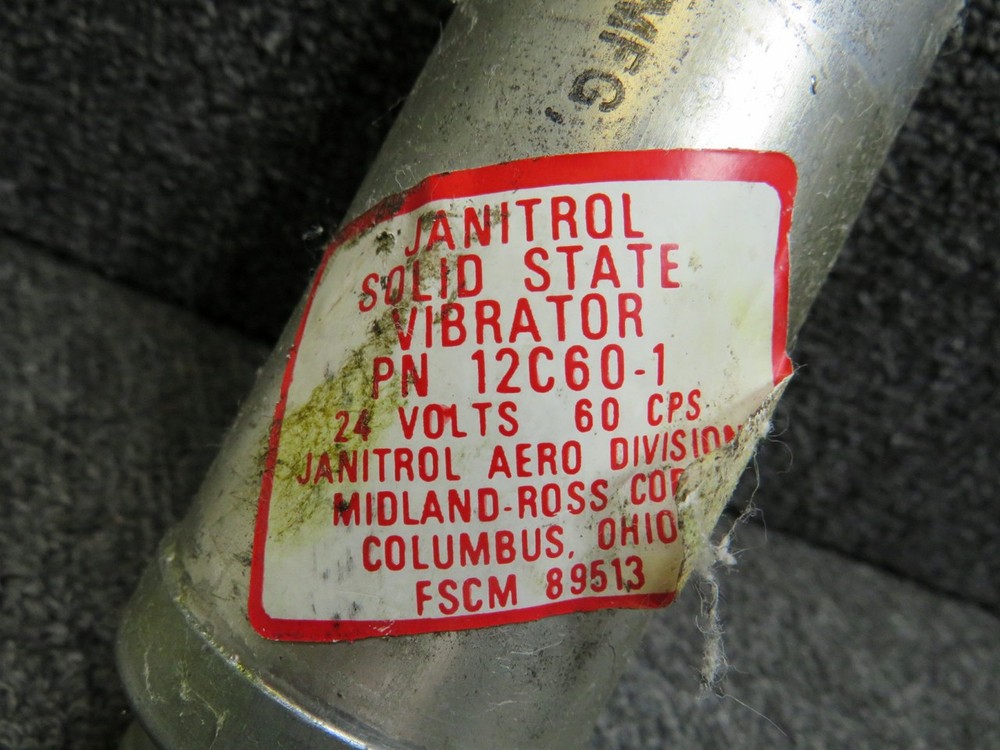 MFG,
JANITROL
SOLID STATE
VIBRATOR
PN 12C60-1
24 VOLTS 60 CPS
JANITROL AERO DIVISION
MIDLAND-ROSS COR
COLUMBUS, OHIO
FSCM 89513